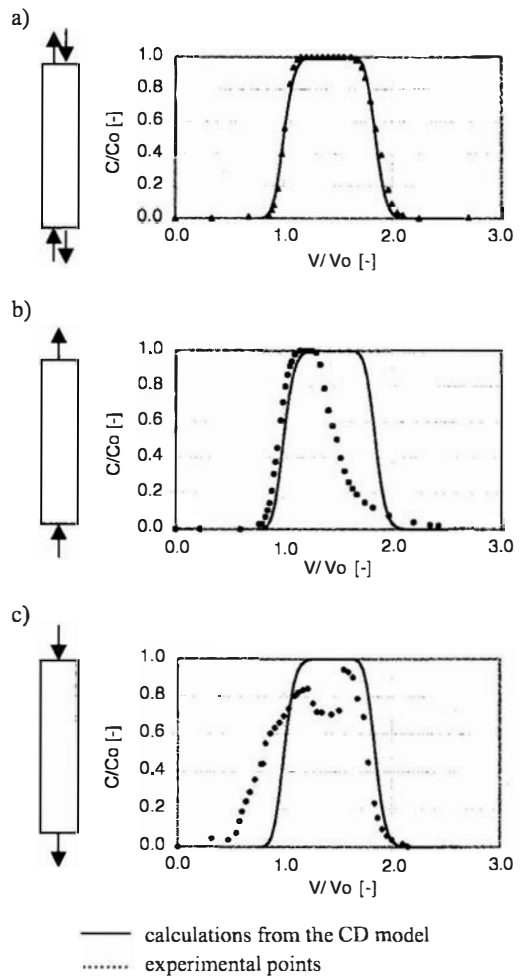 a)
C/Co [-]
1.0
0.8
0.6
0.4
0.2
0.0
0.0 1.0 2.0 3.0
V/Vo [-]
b)
C/Co [-]
1.0
0.8
0.6
0.4
0.2
0.0
0.0 1.0 2.0 3.0
V/Vo [-]
c)
C/Co [-]
1.0
0.8
0.6
0.4
0.2
0.0
0.0 1.0 2.0 3.0
V/Vo [-]
calculations from the CD model
experimental points